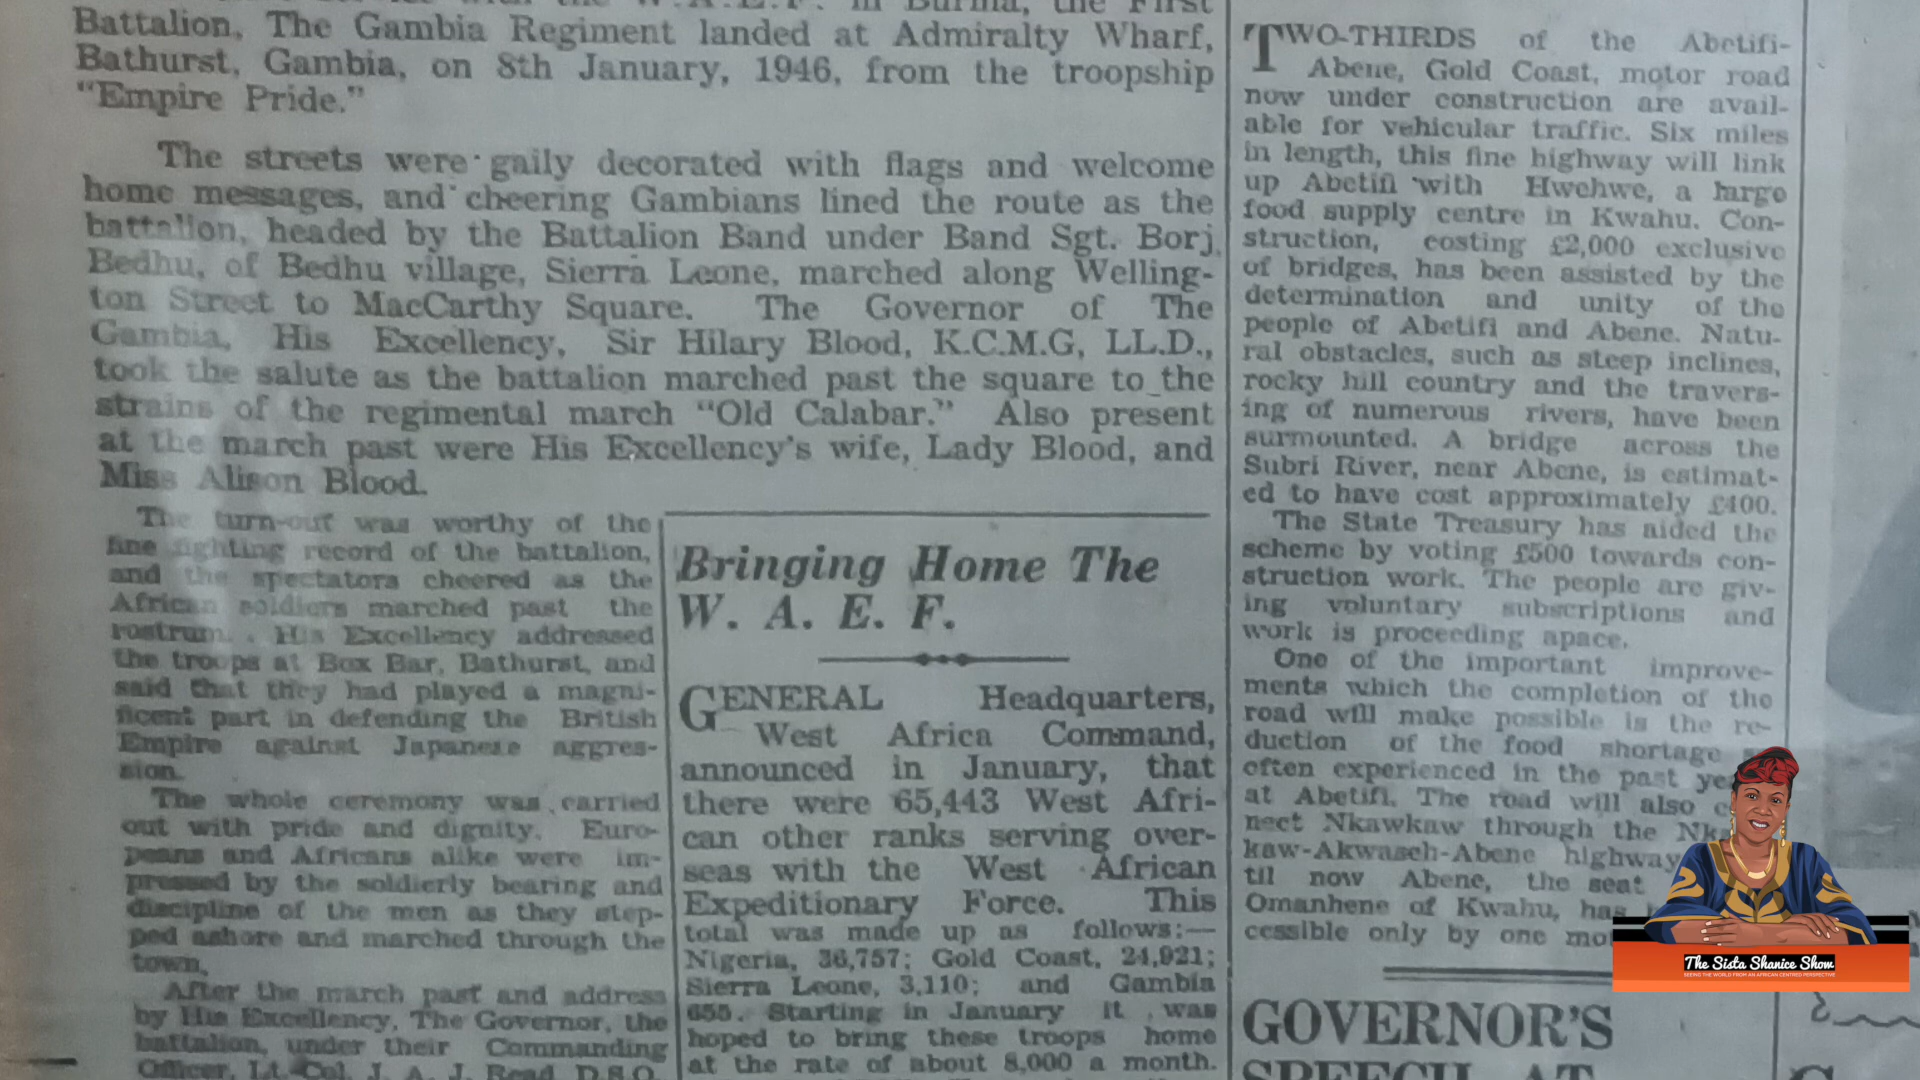 Battalion, The Gambia Regiment landed at Admiralty Wharf,
Bathurst, Gambia, on 8th January, 1946, from the troopship
"Empire Pride."
The streets were gaily decorated with flags and welcome
home messages, and cheering Gambians lined the route as the
battalion, headed by the Battalion Band under Band Sgt. Borj
Bedhu, of Bedhu village, Sierra Leone, marched along Welling-
ton Street to MacCarthy Square. The Governor of The
Gambia, His Excellency, Sir Hilary Blood, K.C.M.G, LL.D.,
took the salute as the battalion marched past the square to the
strains of the regimental march "Old Calabar." Also present
at the march past were His Excellency's wife, Lady Blood, and
Miss Alison Blood.
The turn-out was worthy of the
fine fighting record of the battalion,
and the spectators cheered as the
African soldiers marched past the
rostrum. His Excellency addressed
the troops at Box Bar, Bathurst, and
said that they had played a magni-
ficent part in defending the British
Empire against Japanese aggres-
sion.
The whole ceremony was carried
out with pride and dignity. Euro-
peans and Africans alike were im-
pressed by the soldierly bearing and
discipline of the men as they step-
ped ashore and marched through the
town.
After the march past and address
by His Excellency, The Governor, the
battalion, under their Commanding
Officer, Lt.-Col. J. A. J. Read, D.S.O.
Bringing Home The
W. A. E. F.
GENERAL Headquarters,
West Africa Command,
announced in January, that
there were 65,443 West Afri-
can other ranks serving over-
seas with the West African
Expeditionary Force. This
total was made up as follows:—
Nigeria, 36,757; Gold Coast, 24,921;
Sierra Leone, 3,110; and Gambia
655. Starting in January it was
hoped to bring these troops home
at the rate of about 8,000 a month.
TWO-THIRDS of the Abetifi-
Abene, Gold Coast, motor road
now under construction are avail-
able for vehicular traffic. Six miles
in length, this fine highway will link
up Abetifi with Hwehwe, a large
food supply centre in Kwahu. Con-
struction, costing £2,000 exclusive
of bridges, has been assisted by the
determination and unity of the
people of Abetifi and Abene. Natu-
ral obstacles, such as steep inclines,
rocky hill country and the travers-
ing of numerous rivers, have been
surmounted. A bridge across the
Subri River, near Abene, is estimat-
ed to have cost approximately £400.
The State Treasury has aided the
scheme by voting £500 towards con-
struction work. The people are giv-
ing voluntary subscriptions and
work is proceeding apace.
One of the important improve-
ments which the completion of the
road will make possible is the re-
duction of the food shortage
often experienced in the past
at Abetifi. The road will also
nect Nkawkaw through the
kaw-Akwaseh-Abene highway
til now Abene, the seat
Omanhene of Kwahu, has
cessible only by one
GOVERNOR'S
SPEECH AT
The Sista Shanice Show
SEEING THE WORLD FROM AN AFRICAN CENTRED PERSPECTIVE